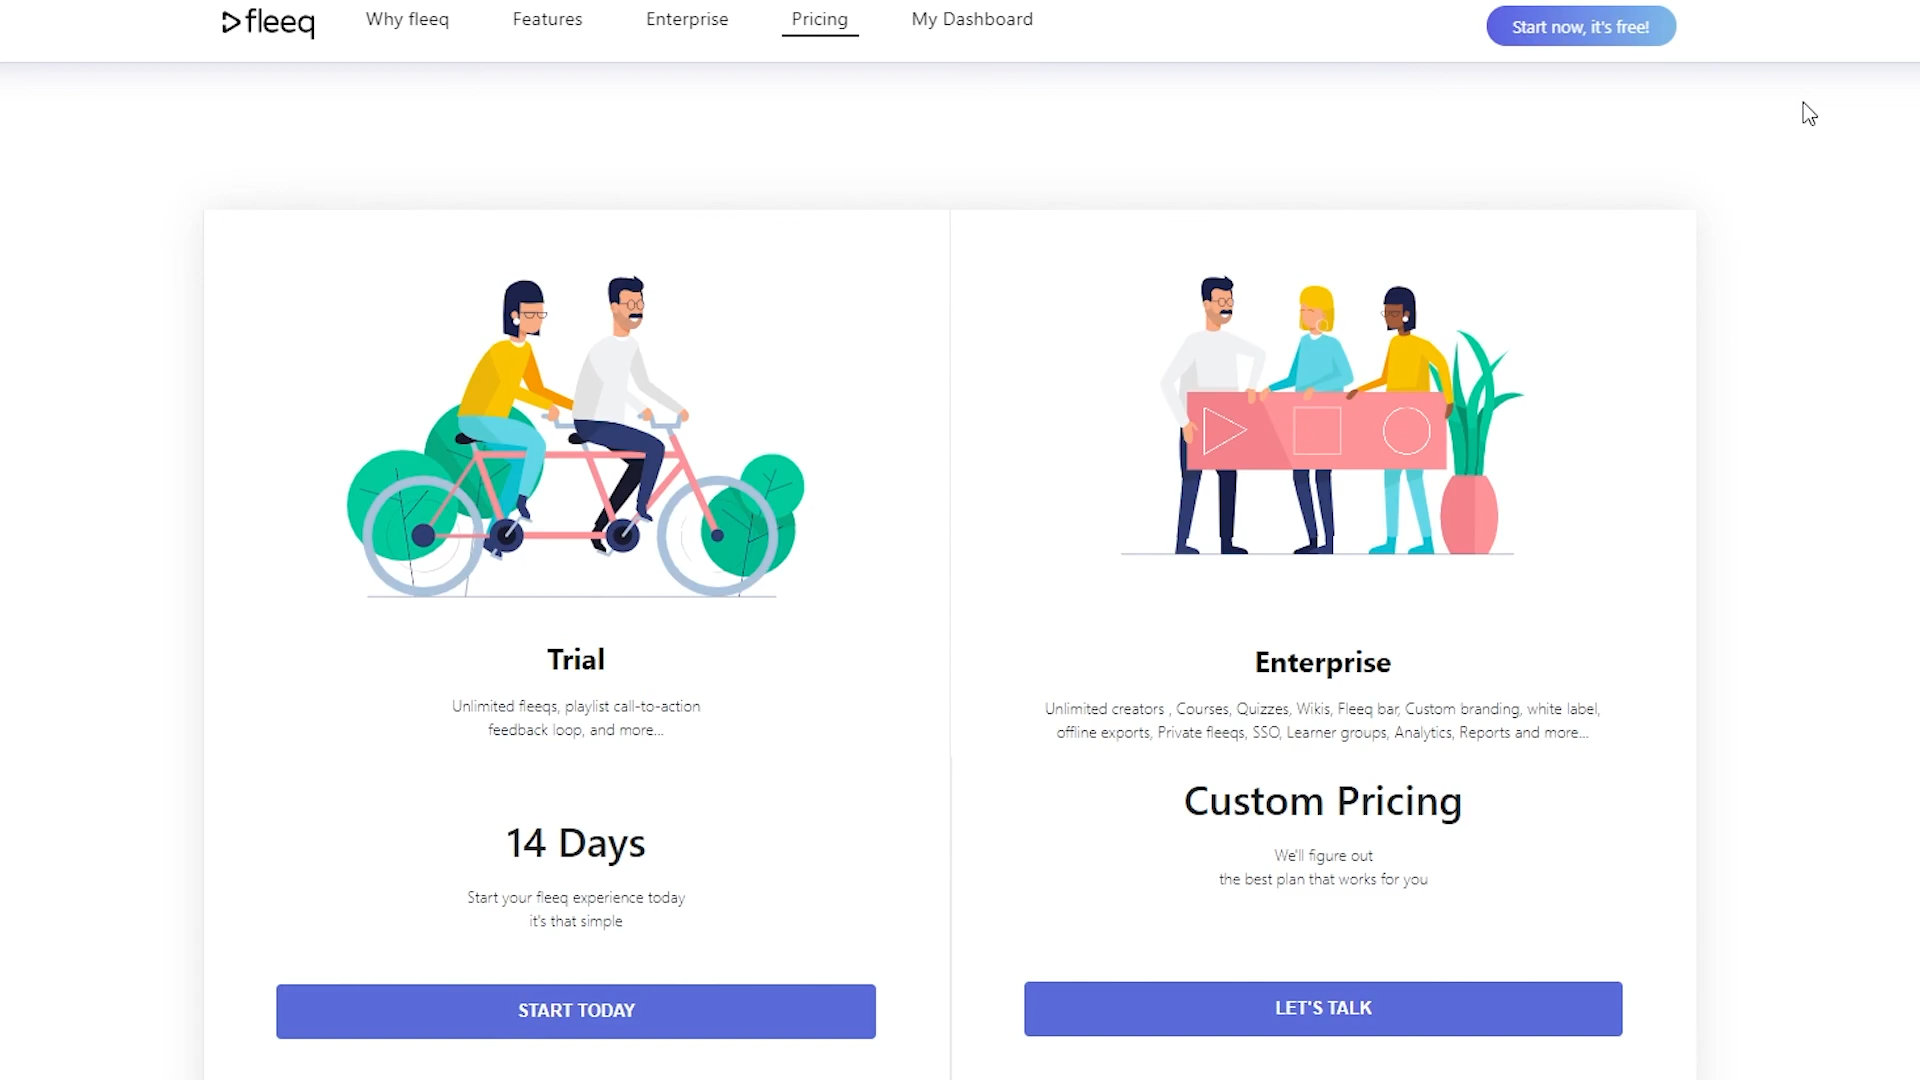 fleeq
Why fleeq
Features
Enterprise
Pricing
My Dashboard
Start now, it's free!
Trial
Unlimited fleeqs, playlist call-to-action
feedback loop, and more...
14 Days
Start your fleeq experience today
it's that simple
START TODAY
Enterprise
Unlimited creators , Courses, Quizzes, Wikis, Fleeq bar, Custom branding, white label,
offline exports, Private fleeqs, SSO, Learner groups, Analytics, Reports and more...
Custom Pricing
We'll figure out
the best plan that works for you
LET'S TALK